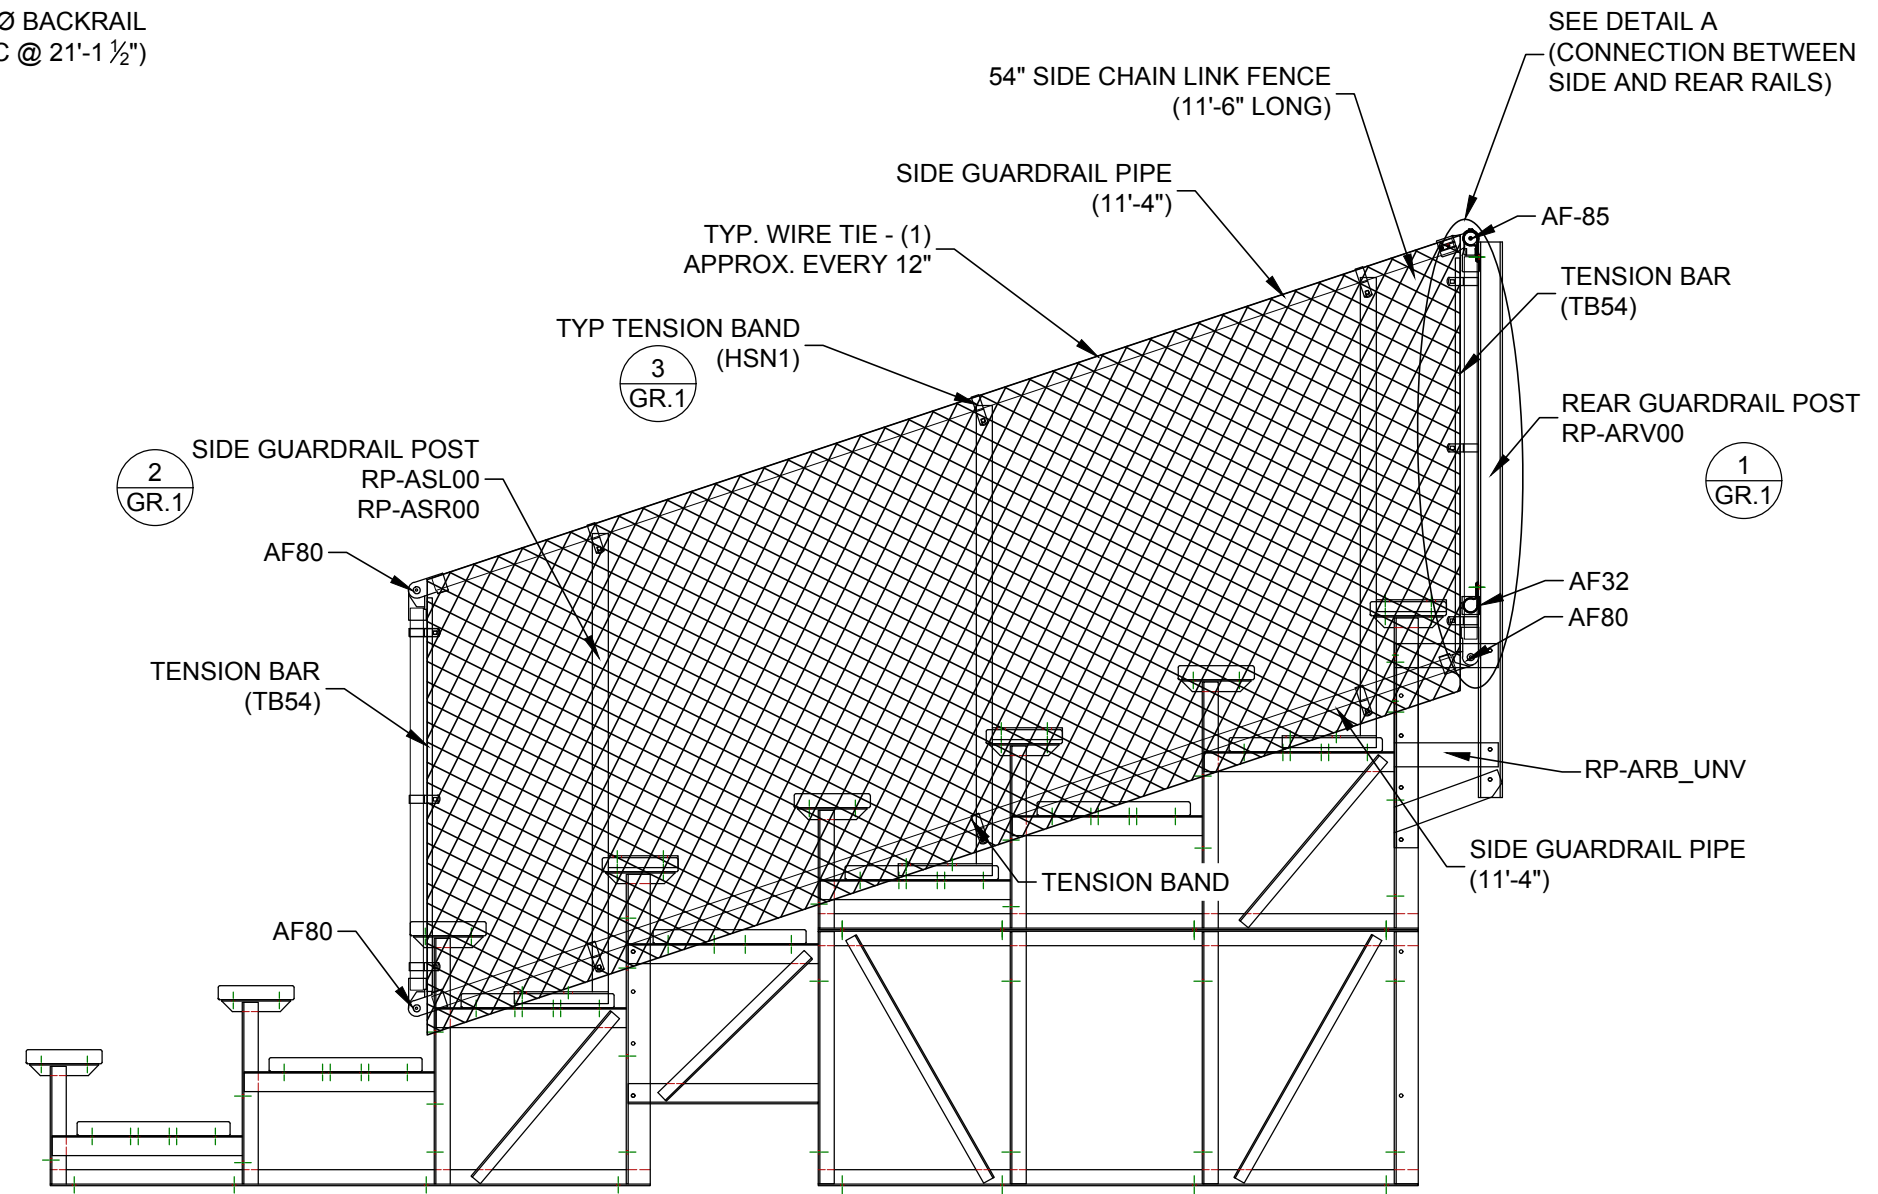 Ø BACKRAIL
C @ 21'-1 ½")
SEE DETAIL A
(CONNECTION BETWEEN
SIDE AND REAR RAILS)
54" SIDE CHAIN LINK FENCE
(11'-6" LONG)
SIDE GUARDRAIL PIPE
(11'-4")
AF-85
TYP. WIRE TIE - (1)
APPROX. EVERY 12"
TENSION BAR
(TB54)
TYP TENSION BAND
(HSN1)
3
GR.1
REAR GUARDRAIL POST
RP-ARV00
1
GR.1
SIDE GUARDRAIL POST
RP-ASL00
RP-ASR00
2
GR.1
AF80
AF32
AF80
TENSION BAR
(TB54)
RP-ARB_UNV
SIDE GUARDRAIL PIPE
(11'-4")
TENSION BAND
AF80